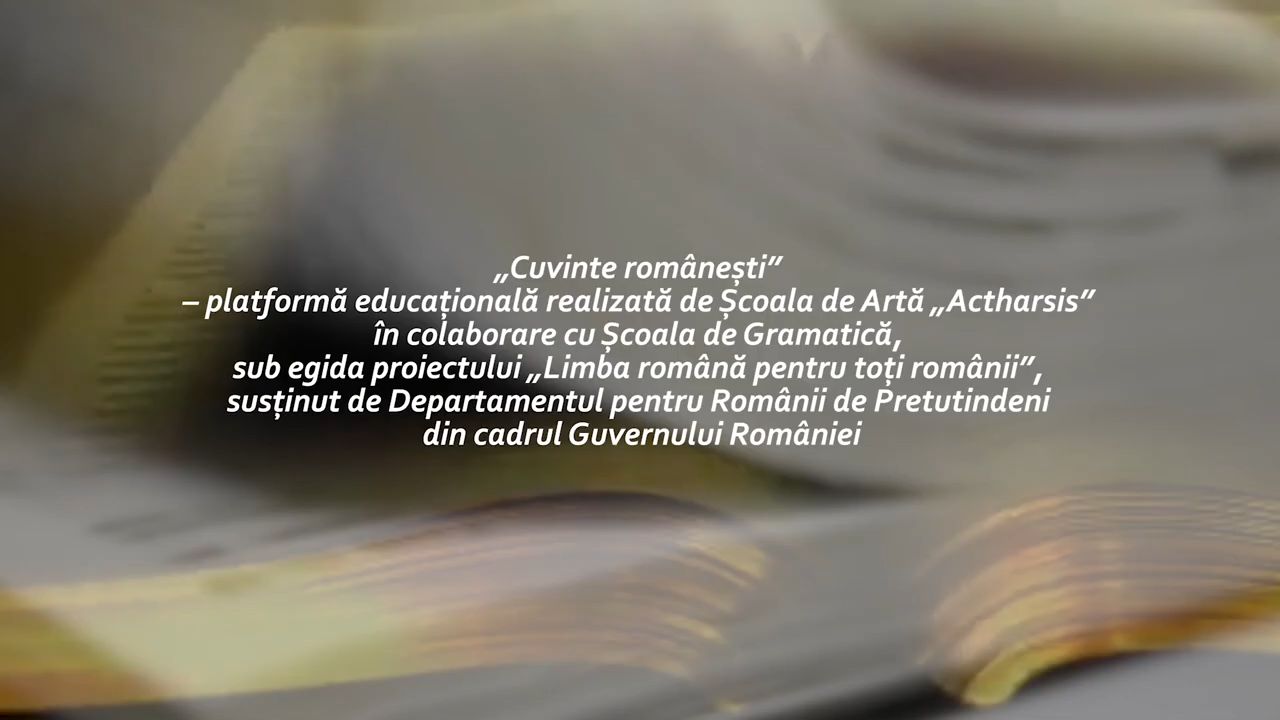 „Cuvinte românești”
– platformă educațională realizată de Școala de Artă „Actharsis”
în colaborare cu Școala de Gramatică,
sub egida proiectului „Limba română pentru toți românii”,
susținut de Departamentul pentru Românii de Pretutindeni
din cadrul Guvernului României